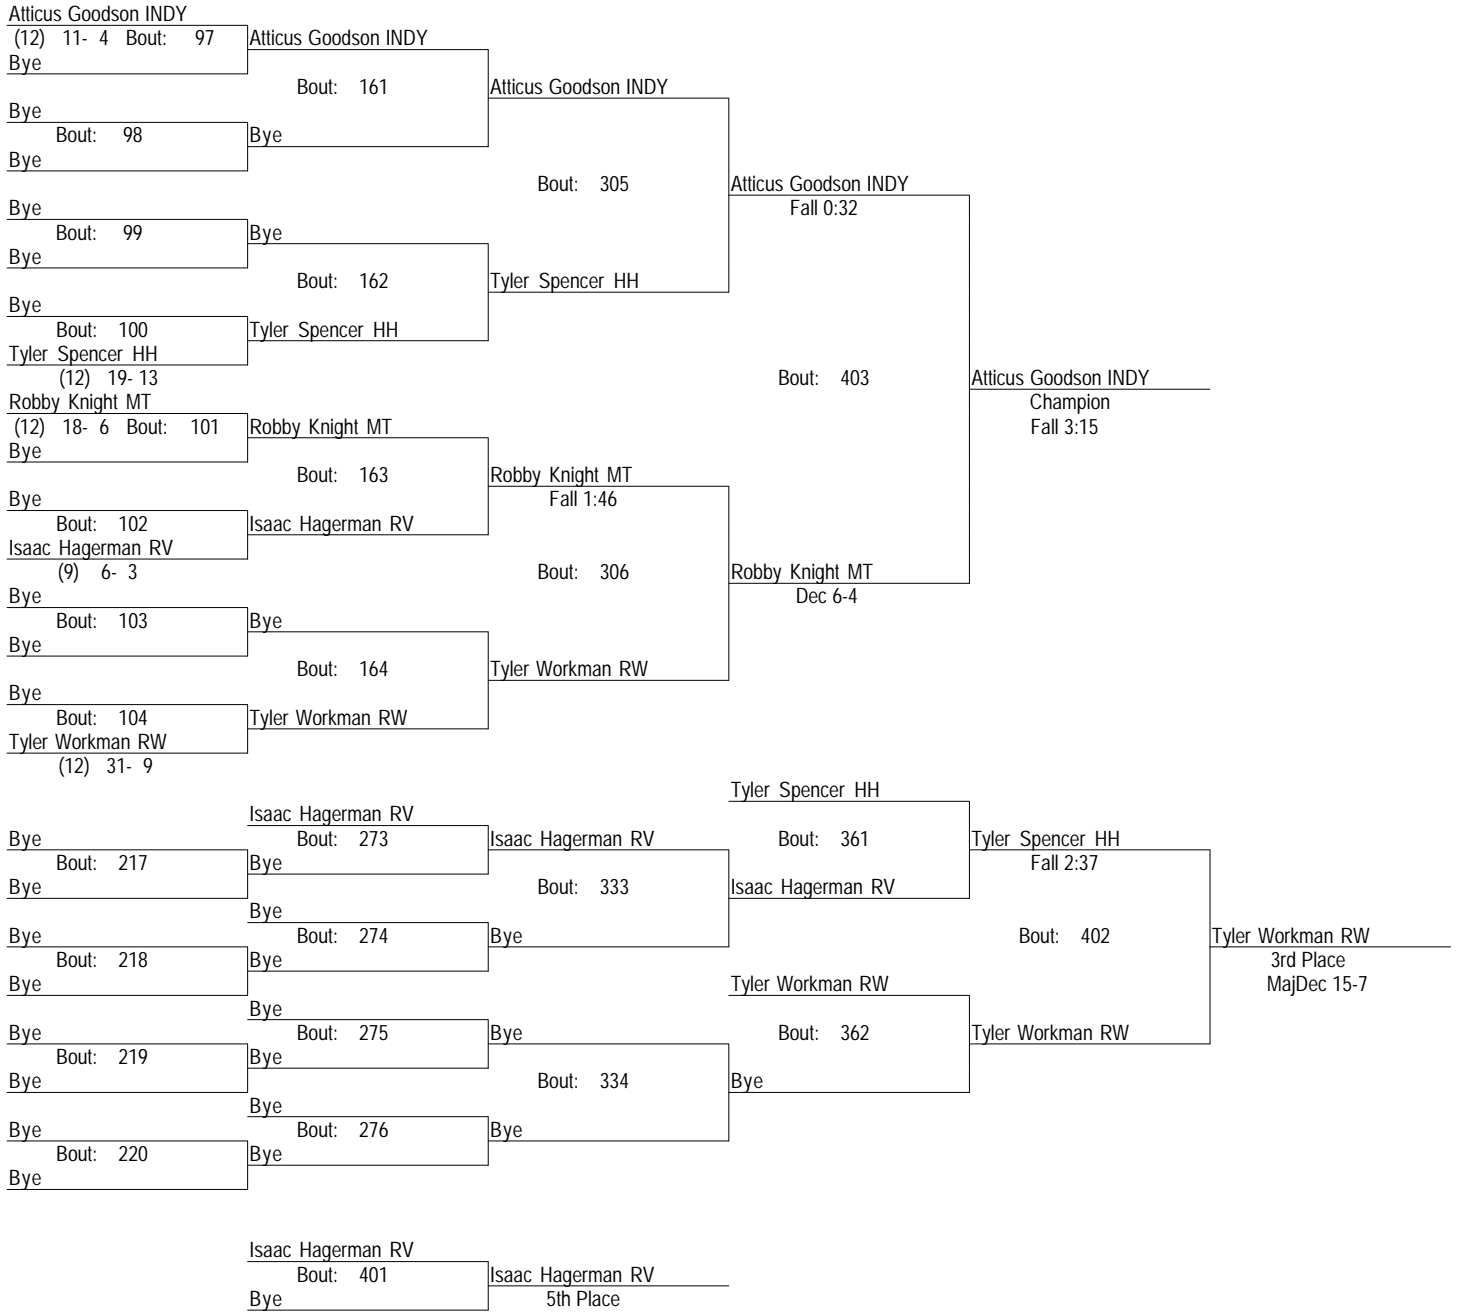 Atticus Goodson INDY
(12) 11- 4 Bout: 97 Atticus Goodson INDY
Bye
Bout: 161 Atticus Goodson INDY
Bye
Bout: 98 Bye
Bye
Bout: 305 Atticus Goodson INDY
Bye Fall 0:32
Bout: 99 Bye
Bye
Bout: 162 Tyler Spencer HH
Bye
Bout: 100 Tyler Spencer HH
Tyler Spencer HH
(12) 19- 13 Bout: 403 Atticus Goodson INDY
Robby Knight MT Champion
(12) 18- 6 Bout: 101 Robby Knight MT Fall 3:15
Bye
Bout: 163 Robby Knight MT
Bye Fall 1:46
Bout: 102 Isaac Hagerman RV
Isaac Hagerman RV
(9) 6- 3 Bout: 306 Robby Knight MT
Bye Dec 6-4
Bout: 103 Bye
Bye
Bout: 164 Tyler Workman RW
Bye
Bout: 104 Tyler Workman RW
Tyler Workman RW
(12) 31- 9
Tyler Spencer HH
Isaac Hagerman RV
Bye Bout: 273 Isaac Hagerman RV Bout: 361 Tyler Spencer HH
Bout: 217 Bye Fall 2:37
Bye Bout: 333 Isaac Hagerman RV
Bye
Bye Bout: 274 Bye Bout: 402 Tyler Workman RW
Bout: 218 Bye 3rd Place
Bye Tyler Workman RW MajDec 15-7
Bye
Bye Bout: 275 Bye Bout: 362 Tyler Workman RW
Bout: 219 Bye
Bye Bout: 334 Bye
Bye
Bye Bout: 276 Bye
Bout: 220 Bye
Bye
Isaac Hagerman RV
Bout: 401 Isaac Hagerman RV
Bye 5th Place